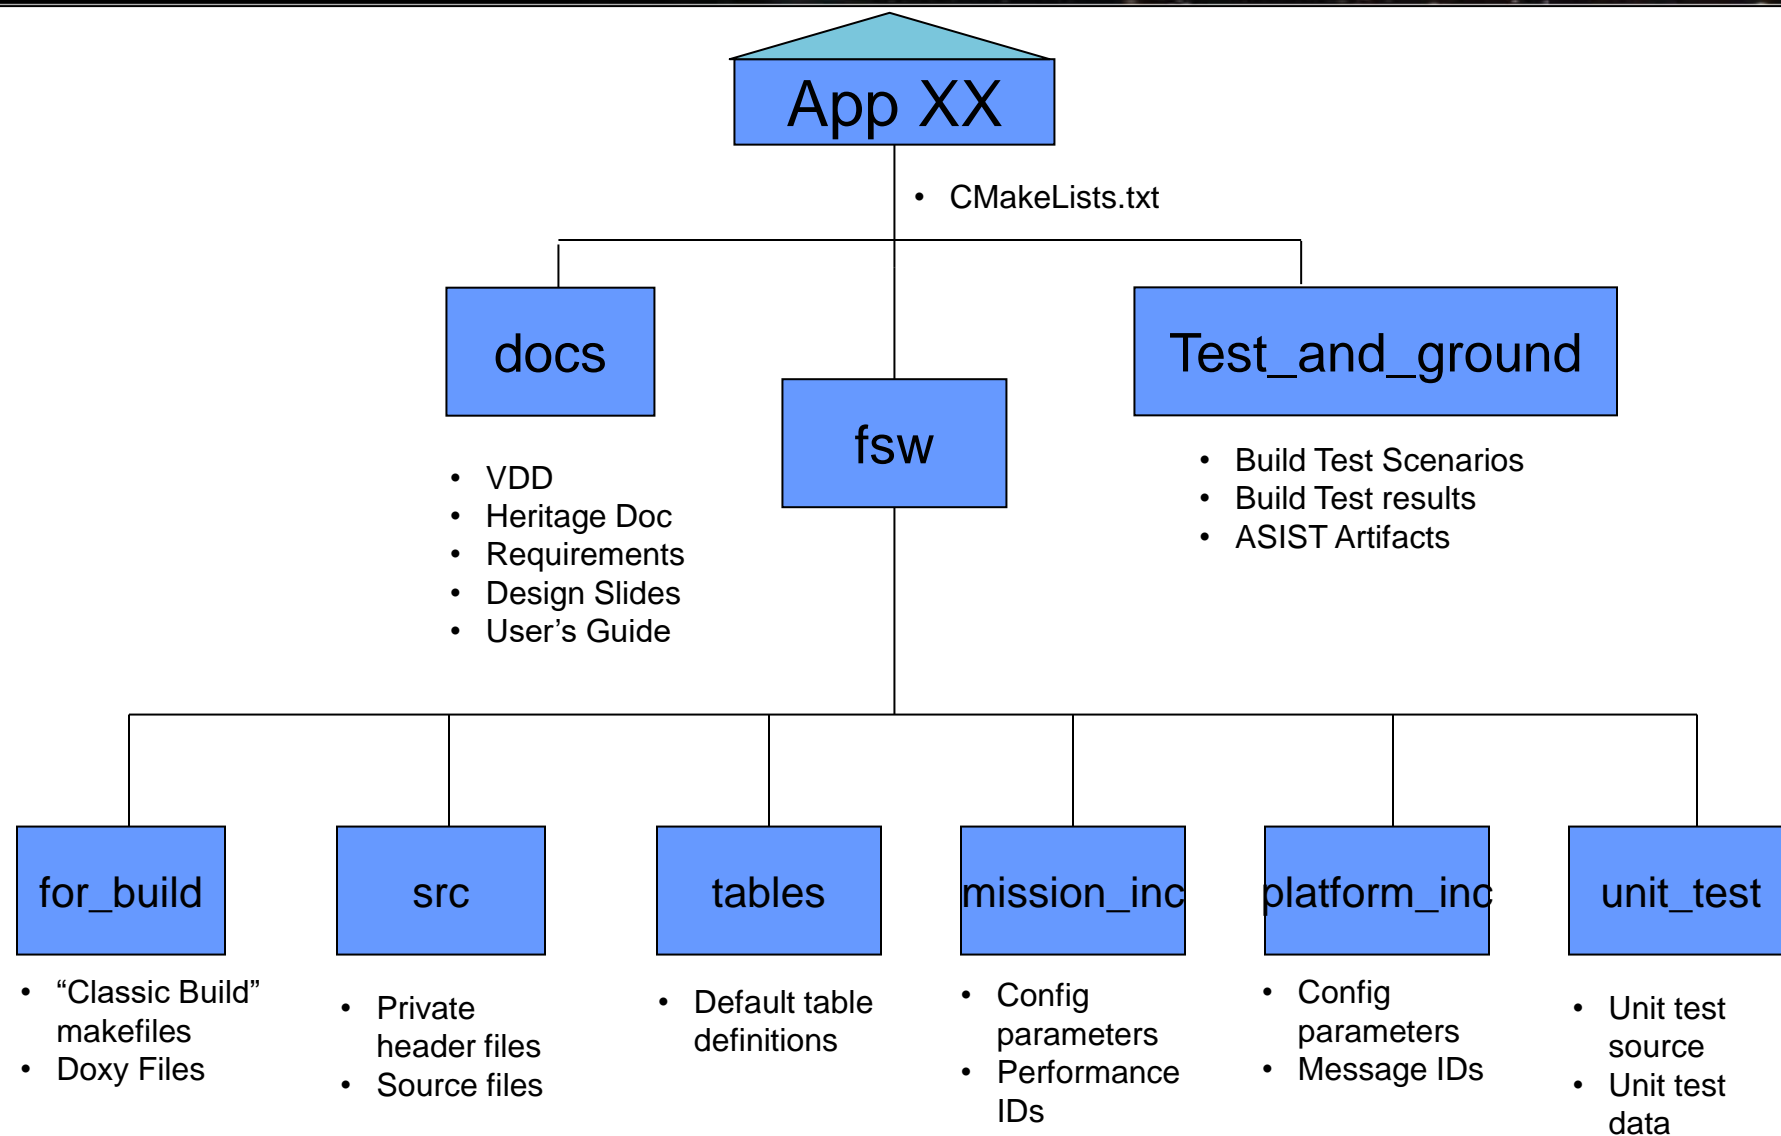 App XX
• CMakeLists.txt
docs
Test_and_ground
fsw
• VDD
• Heritage Doc
• Requirements
• Design Slides
• User’s Guide
• Build Test Scenarios
• Build Test results
• ASIST Artifacts
for_build
src
tables
mission_inc
platform_inc
unit_test
• “Classic Build”
makefiles
• Doxy Files
• Private
header files
• Source files
• Default table
definitions
• Config
parameters
• Performance
IDs
• Config
parameters
• Message IDs
• Unit test
source
• Unit test
data